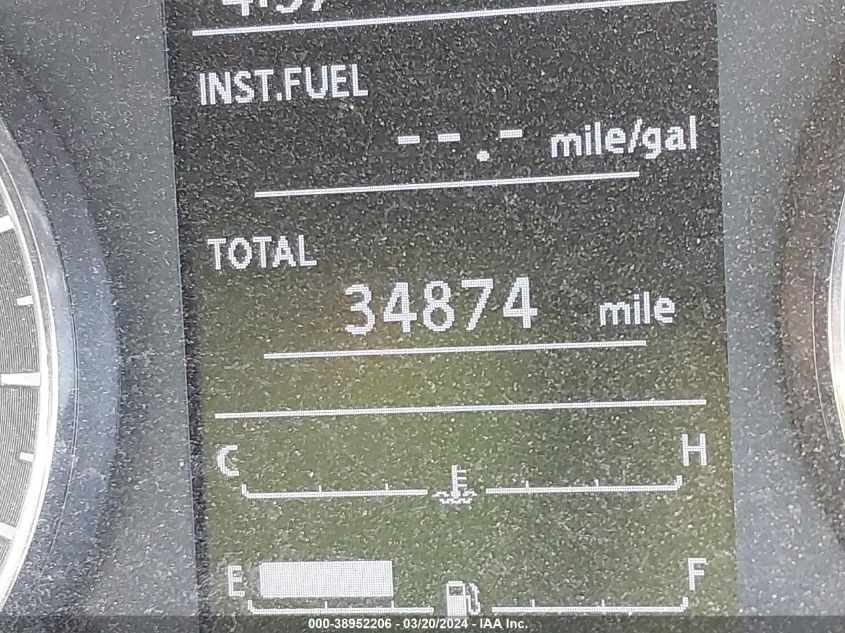 INST.FUEL
--.- mile/gal
TOTAL
34874 mile
C H
E F
000-38952206 - 03/20/2024 - IAA Inc.